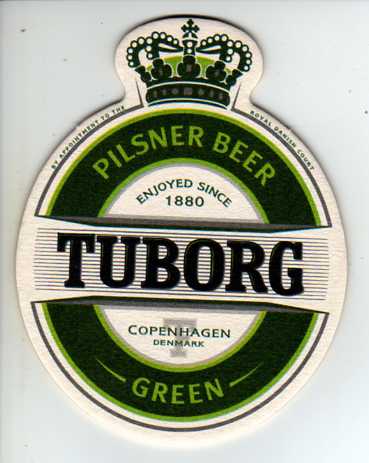 BY APPOINTMENT TO THE ROYAL DANISH COURT
PILSNER BEER
ENJOYED SINCE
1880
TUBORG
T
COPENHAGEN
DENMARK
GREEN